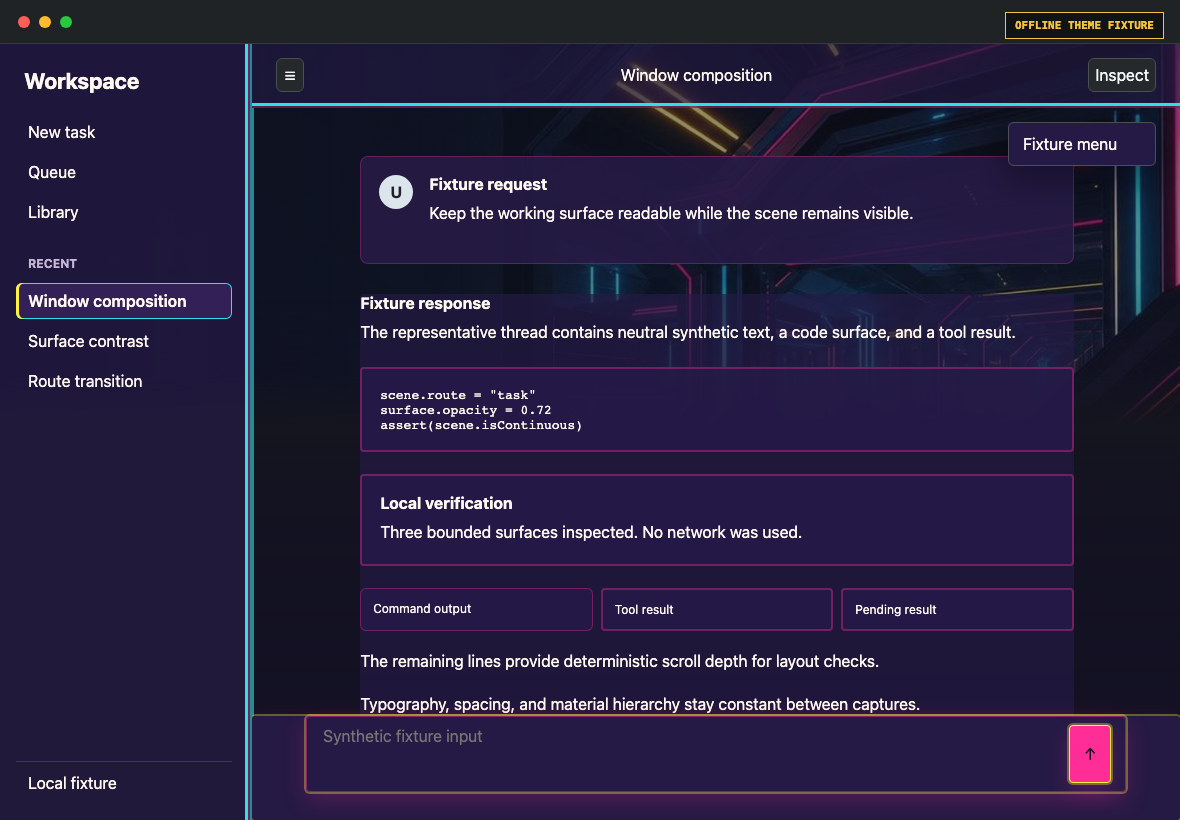 OFFLINE THEME FIXTURE
Workspace
New task
Queue
Library
RECENT
Window composition
Surface contrast
Route transition
Local fixture
Window composition
Inspect
Fixture menu
U
Fixture request
Keep the working surface readable while the scene remains visible.
Fixture response
The representative thread contains neutral synthetic text, a code surface, and a tool result.
scene.route = "task"
surface.opacity = 0.72
assert(scene.isContinuous)
Local verification
Three bounded surfaces inspected. No network was used.
Command output
Tool result
Pending result
The remaining lines provide deterministic scroll depth for layout checks.
Typography, spacing, and material hierarchy stay constant between captures.
Synthetic fixture input